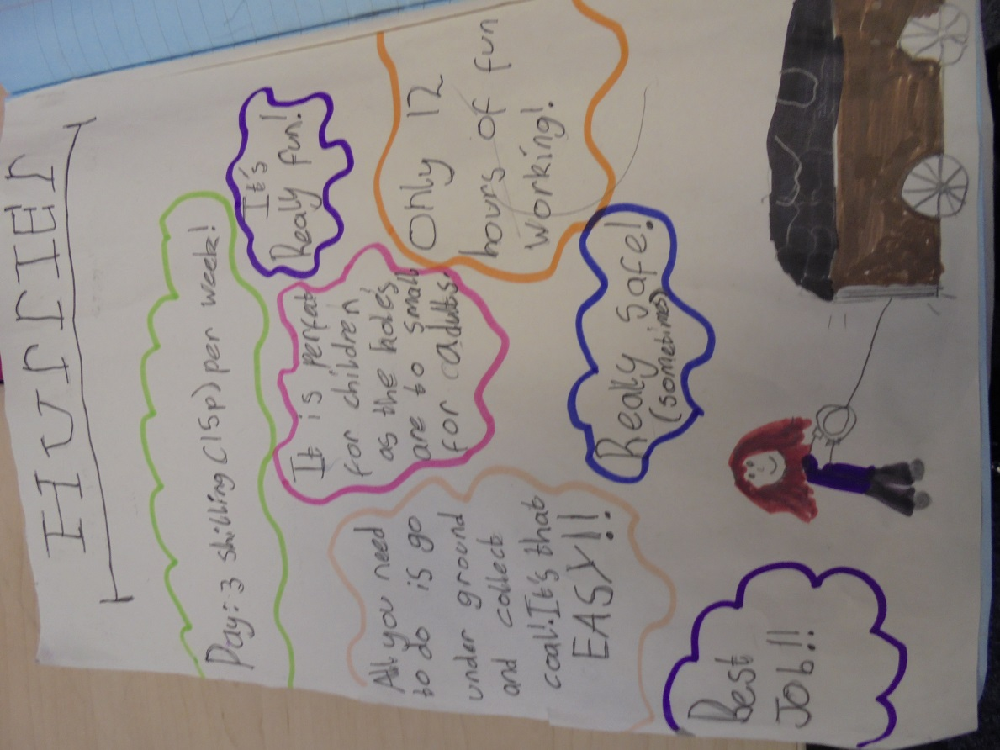 HurrIEr
Pay: 3 shilling (15p) per week!
It's
Realy fun!
All you need
to do is go
under ground
and collect
coal! It's that
EASY!!
It is perfect
for children
as the holes
are to small
for adults.
Only 12
hours of fun
working!
Really safe!
(sometimes)
Best
Job!!